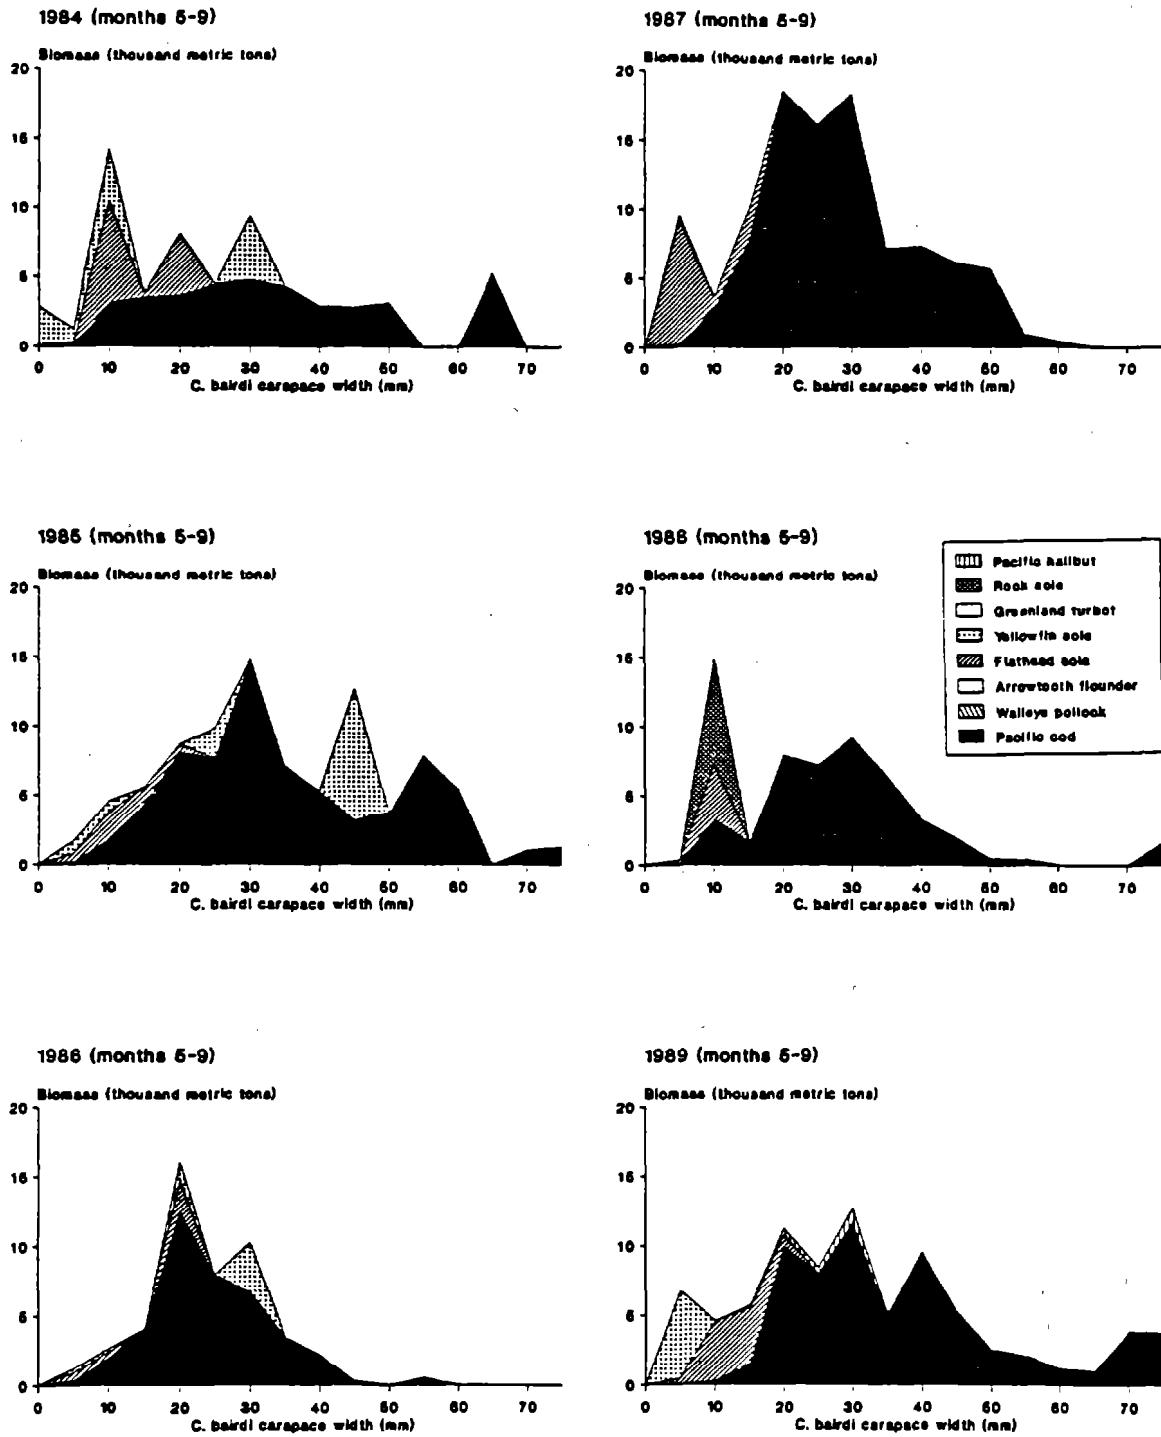 1984 (months 5-9)
Biomass (thousand metric tons)
20
15
10
5
0
0 10 20 30 40 50 60 70
C. bairdi carapace width (mm)
1987 (months 5-9)
Biomass (thousand metric tons)
20
15
10
5
0
0 10 20 30 40 50 60 70
C. bairdi carapace width (mm)
1985 (months 5-9)
Biomass (thousand metric tons)
20
15
10
5
0
0 10 20 30 40 50 60 70
C. bairdi carapace width (mm)
1988 (months 5-9)
Biomass (thousand metric tons)
20
15
10
5
0
0 10 20 30 40 50 60 70
C. bairdi carapace width (mm)
Pacific halibut
Rock sole
Greenland turbot
Yellowfin sole
Flathead sole
Arrowtooth flounder
Walleye pollock
Pacific cod
1986 (months 5-9)
Biomass (thousand metric tons)
20
15
10
5
0
0 10 20 30 40 50 60 70
C. bairdi carapace width (mm)
1989 (months 5-9)
Biomass (thousand metric tons)
20
15
10
5
0
0 10 20 30 40 50 60 70
C. bairdi carapace width (mm)